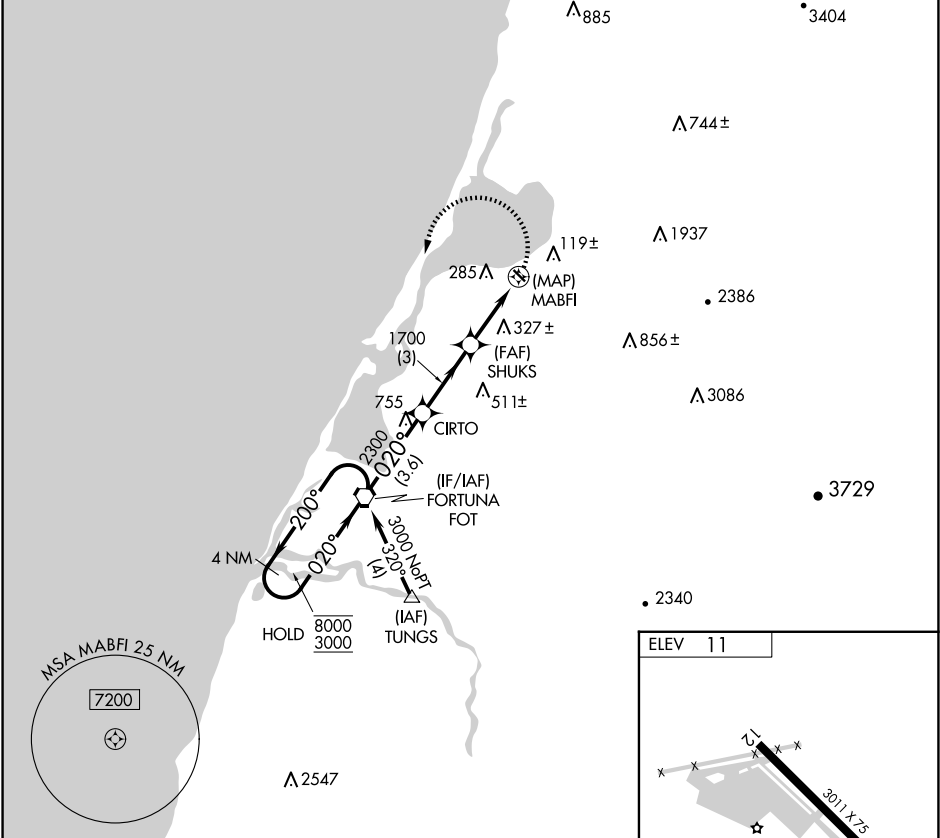 885
3404
744±
119±
1937
285
(MAP)
MABFI
2386
327±
1700
(3)
(FAF)
SHUKS
856±
511±
3086
755
CIRTO
2300
020°
(3.6)
(IF/IAF)
FORTUNA
FOT
3729
200°
020°
3000 NoPT
320°
(4)
4 NM
HOLD
8000
3000
(IAF)
TUNGS
2340
MSA MABFI 25 NM
7200
2547
ELEV 11
12
3011 X 75